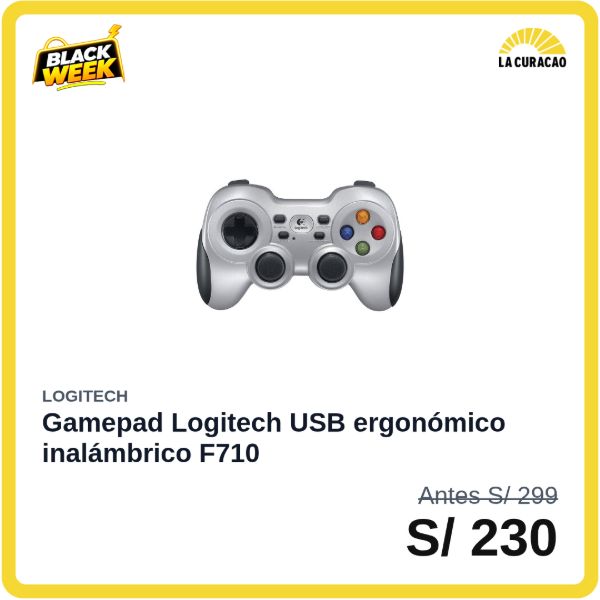 BLACK
WEEK
LA CURACAO
LOGITECH
Gamepad Logitech USB ergonómico
inalámbrico F710
Antes S/ 299
S/ 230